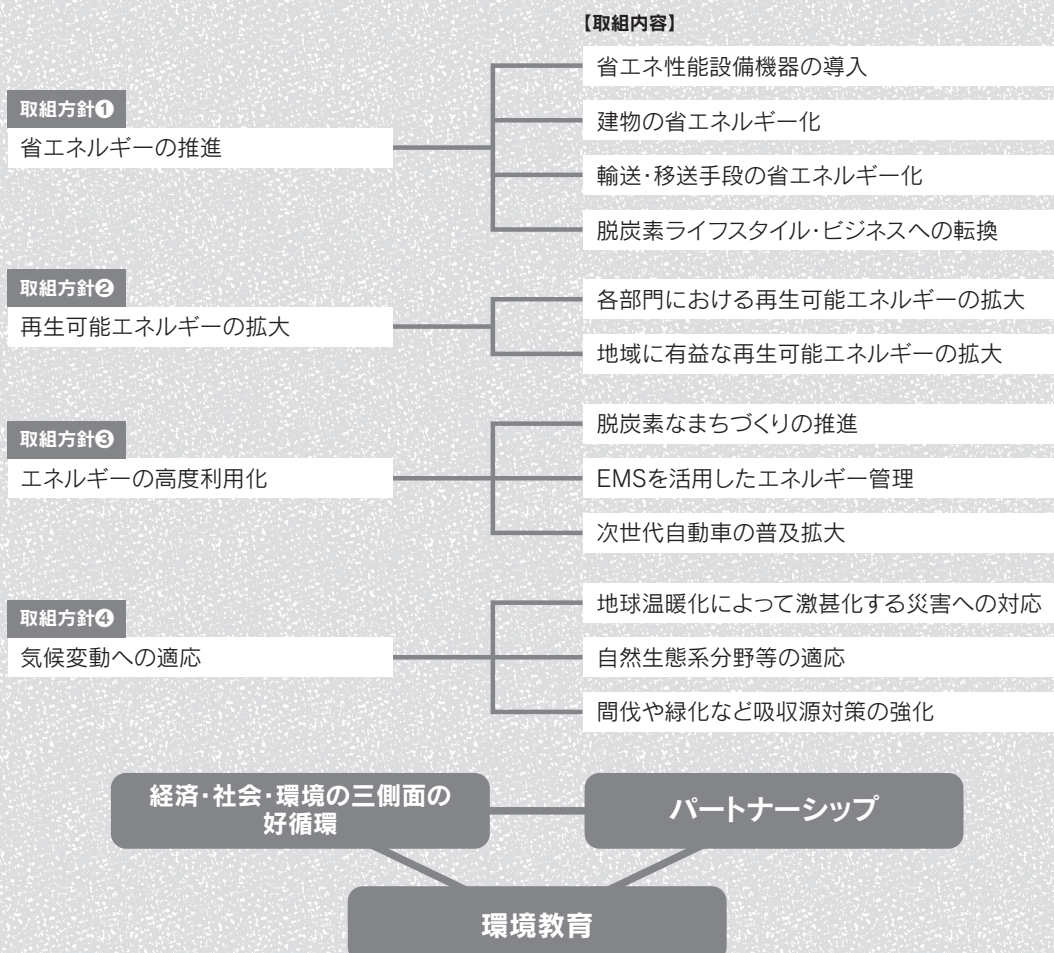 【取組内容】
取組方針❶
省エネルギーの推進
省エネ性能設備機器の導入
建物の省エネルギー化
輸送・移送手段の省エネルギー化
脱炭素ライフスタイル・ビジネスへの転換
取組方針❷
再生可能エネルギーの拡大
各部門における再生可能エネルギーの拡大
地域に有益な再生可能エネルギーの拡大
取組方針❸
エネルギーの高度利用化
脱炭素なまちづくりの推進
EMSを活用したエネルギー管理
次世代自動車の普及拡大
取組方針❹
気候変動への適応
地球温暖化によって激甚化する災害への対応
自然生態系分野等の適応
間伐や緑化など吸収源対策の強化
経済・社会・環境の三側面の
好循環
パートナーシップ
環境教育